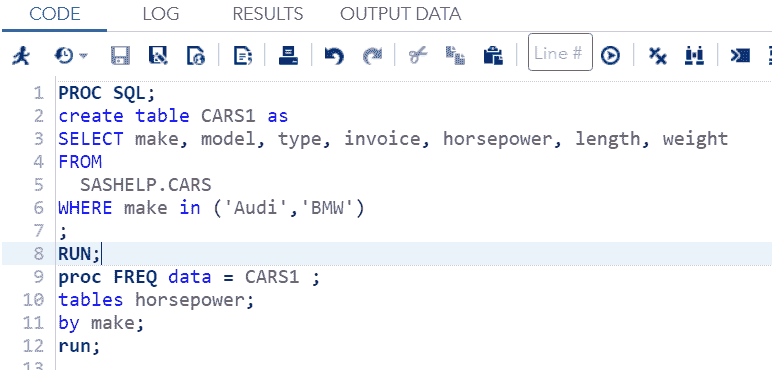 CODE LOG RESULTS OUTPUT DATA
Line #
1 PROC SQL;
2 create table CARS1 as
3 SELECT make, model, type, invoice, horsepower, length, weight
4 FROM
5 SASHELP.CARS
6 WHERE make in ('Audi','BMW')
7 ;
8 RUN;
9 proc FREQ data = CARS1 ;
10 tables horsepower;
11 by make;
12 run;
13